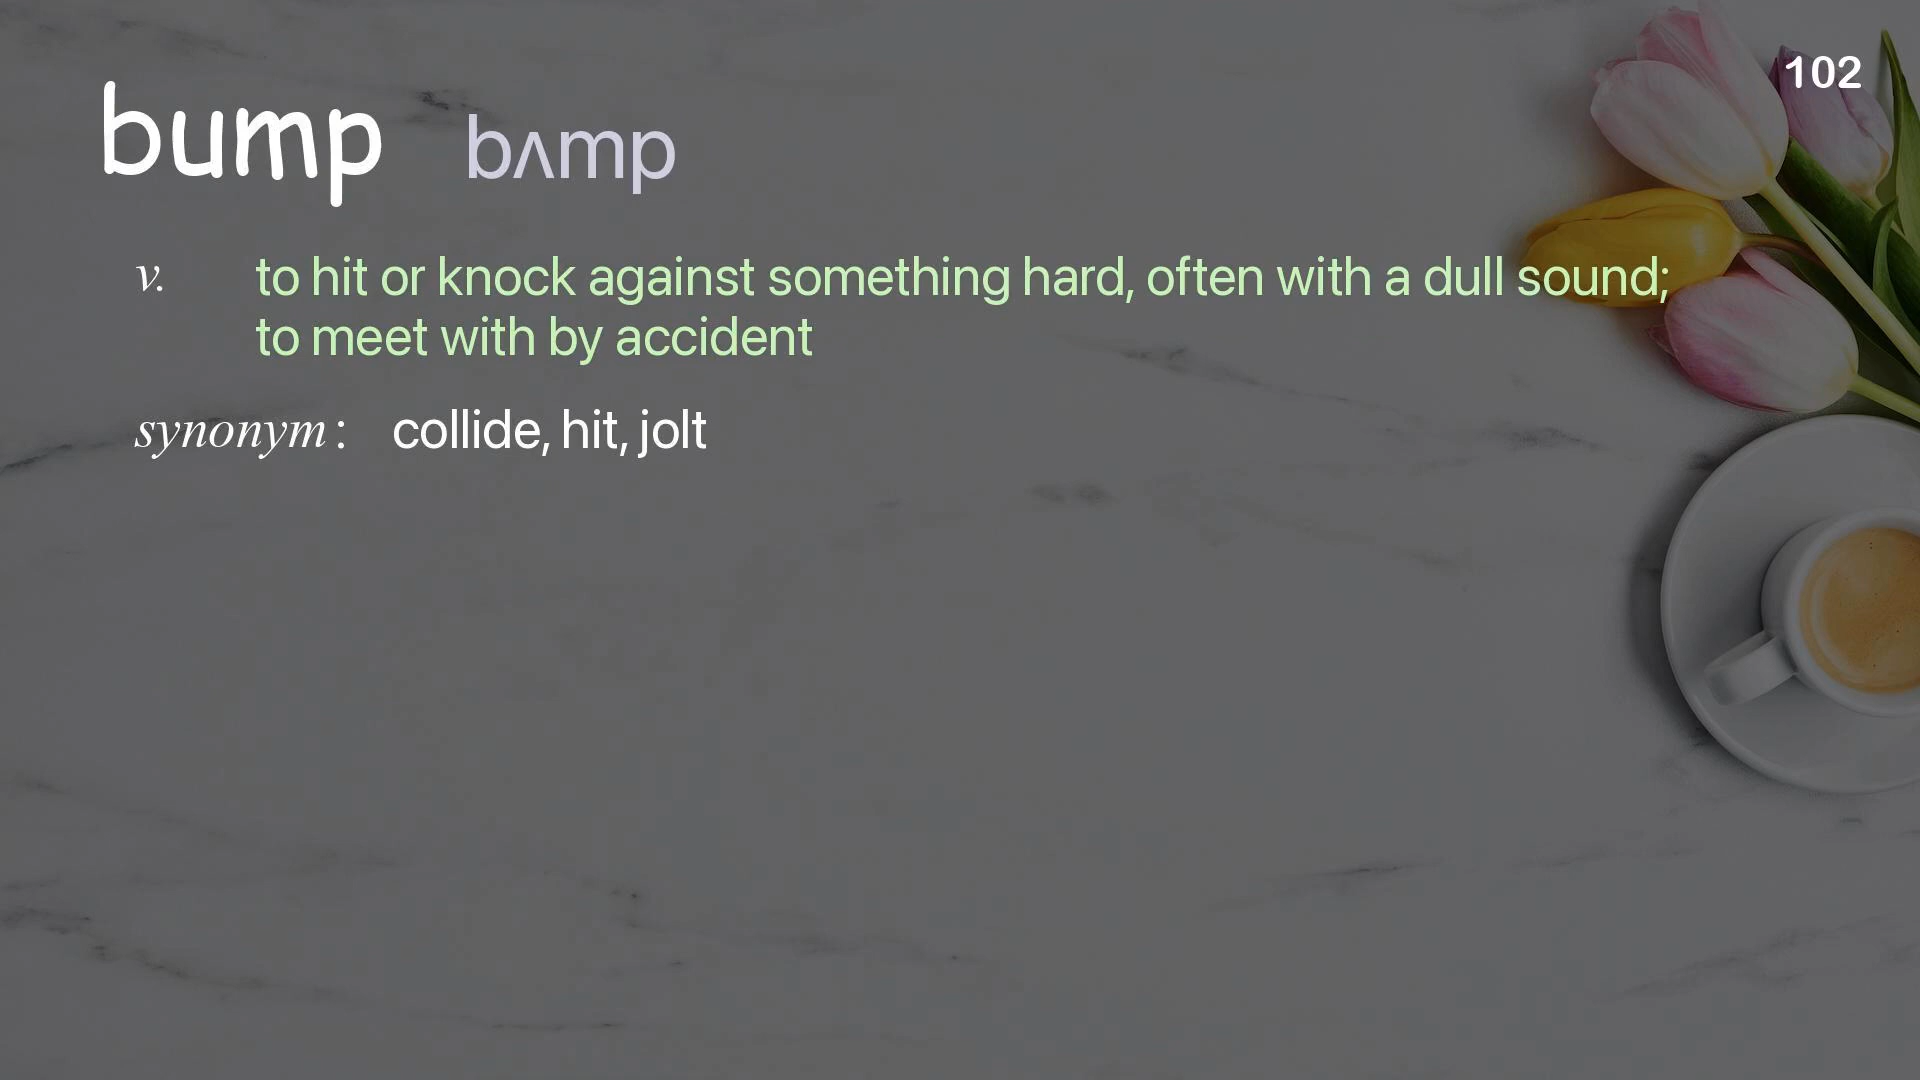 102
bump bʌmp
v. to hit or knock against something hard, often with a dull sound;
to meet with by accident
synonym : collide, hit, jolt